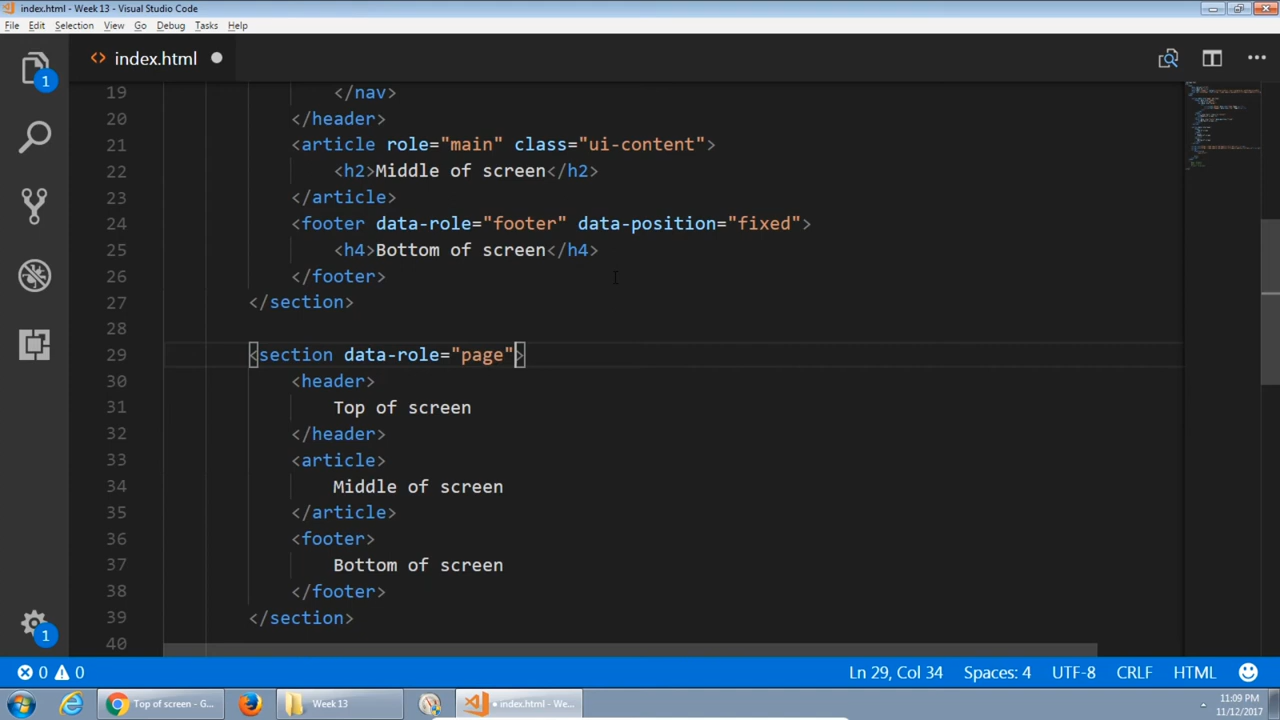 index.html - Week 13 - Visual Studio Code
File Edit Selection View Go Debug Tasks Help
1
<> index.html
19 </nav>
20 </header>
21 <article role="main" class="ui-content">
22 <h2>Middle of screen</h2>
23 </article>
24 <footer data-role="footer" data-position="fixed">
25 <h4>Bottom of screen</h4>
26 </footer>
27 </section>
28
29 <section data-role="page">
30 <header>
31 Top of screen
32 </header>
33 <article>
34 Middle of screen
35 </article>
36 <footer>
37 Bottom of screen
38 </footer>
39 </section>
40
1
0 0 Ln 29, Col 34 Spaces: 4 UTF-8 CRLF HTML
Top of screen - G... Week 13 • index.html - We...
11:09 PM
11/12/2017